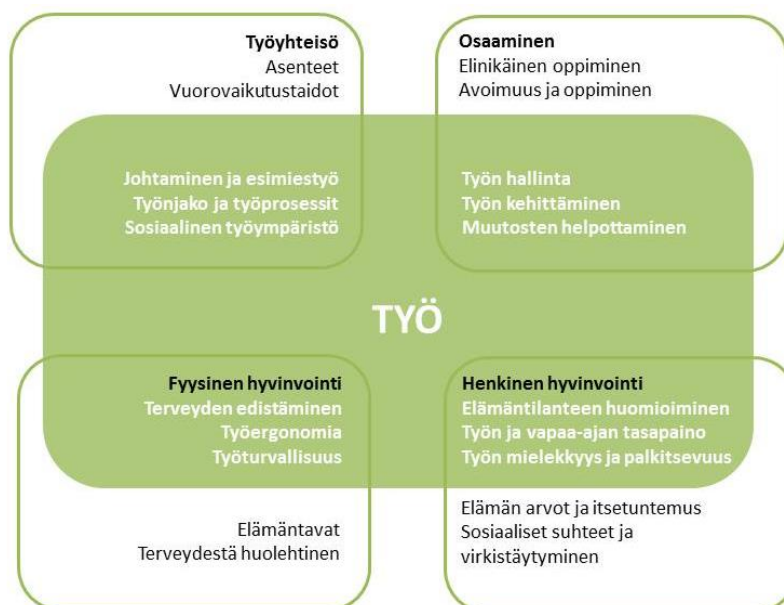 Työyhteisö
Asenteet
Vuorovaikutustaidot
Johtaminen ja esimiestyö
Työnjako ja työprosessit
Sosiaalinen työympäristö
Osaaminen
Elinikäinen oppiminen
Avoimuus ja oppiminen
Työn hallinta
Työn kehittäminen
Muutosten helpottaminen
TYÖ
Fyysinen hyvinvointi
Terveyden edistäminen
Työergonomia
Työturvallisuus
Elämäntavat
Terveydestä huolehtinen
Henkinen hyvinvointi
Elämäntilanteen huomioiminen
Työn ja vapaa-ajan tasapaino
Työn mielekkyys ja palkitsevuus
Elämän arvot ja itsetuntemus
Sosiaaliset suhteet ja
virkistäytyminen